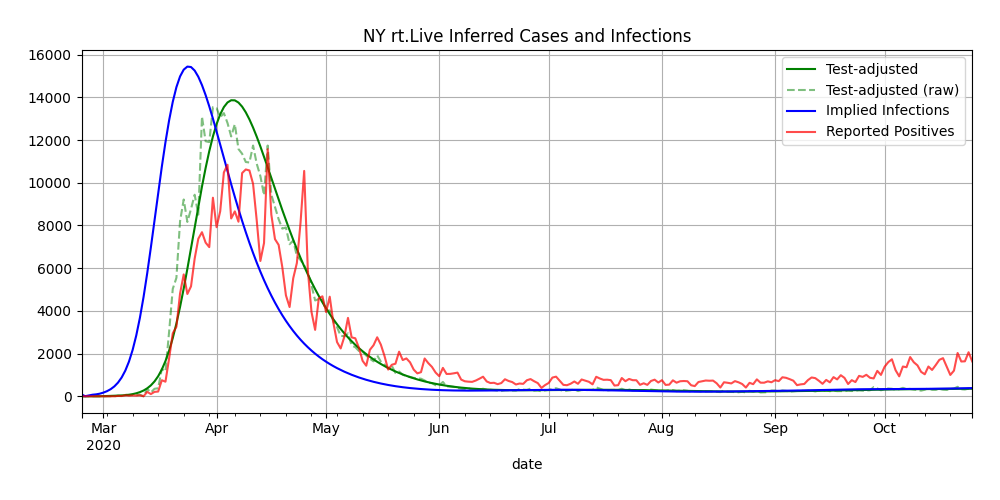 NY rt.Live Inferred Cases and Infections
16000
14000
12000
10000
8000
6000
4000
2000
0
Test-adjusted
Test-adjusted (raw)
Implied Infections
Reported Positives
Mar Apr May Jun Jul Aug Sep Oct
2020
date